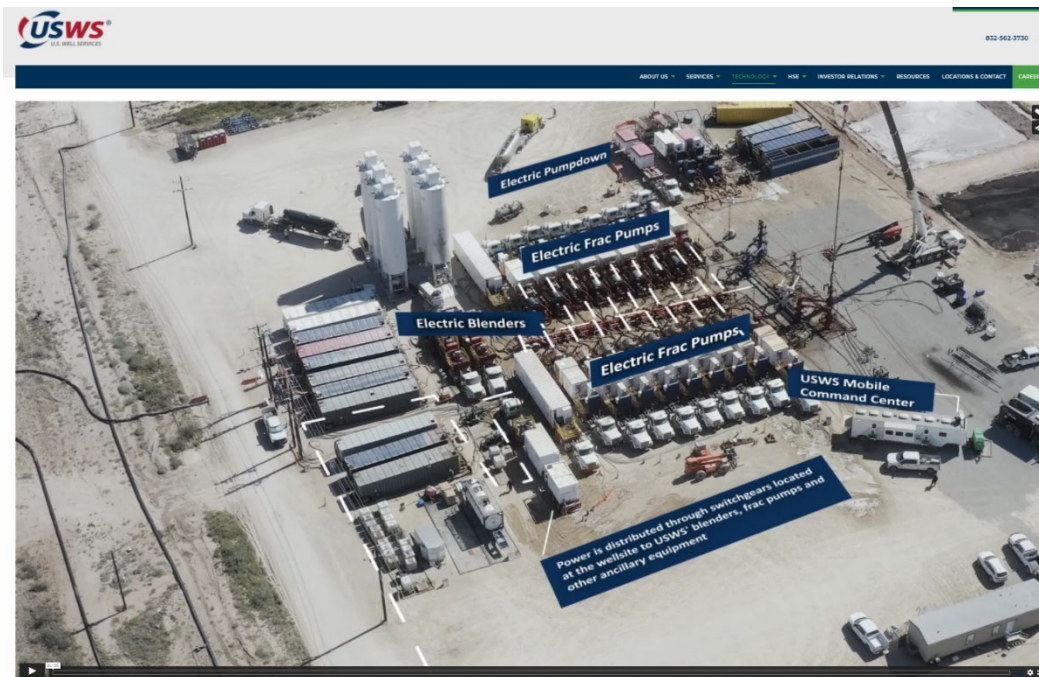 USWS®
U.S. WELL SERVICES
832-562-3730
ABOUT US
SERVICES
TECHNOLOGY
HSE
INVESTOR RELATIONS
RESOURCES
LOCATIONS & CONTACT
CAREER
Electric Pumpdown
Electric Frac Pumps
Electric Blenders
Electric Frac Pumps
USWS Mobile
Command Center
Power is distributed through switchgears located
at the wellsite to USWS' blenders, frac pumps and
other ancillary equipment